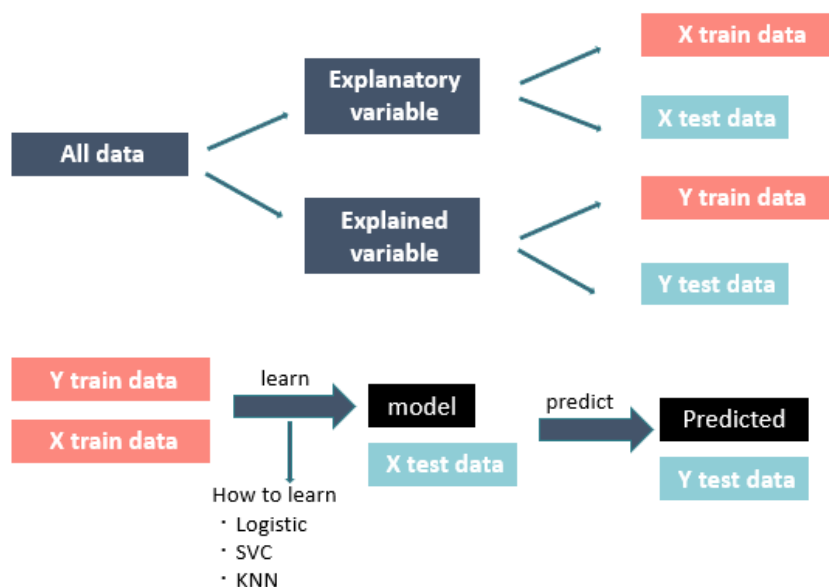 X train data
Explanatory
variable
X test data
All data
Y train data
Explained
variable
Y test data
Y train data
learn
model
predict
Predicted
X train data
X test data
Y test data
How to learn
・ Logistic
・ SVC
・ KNN